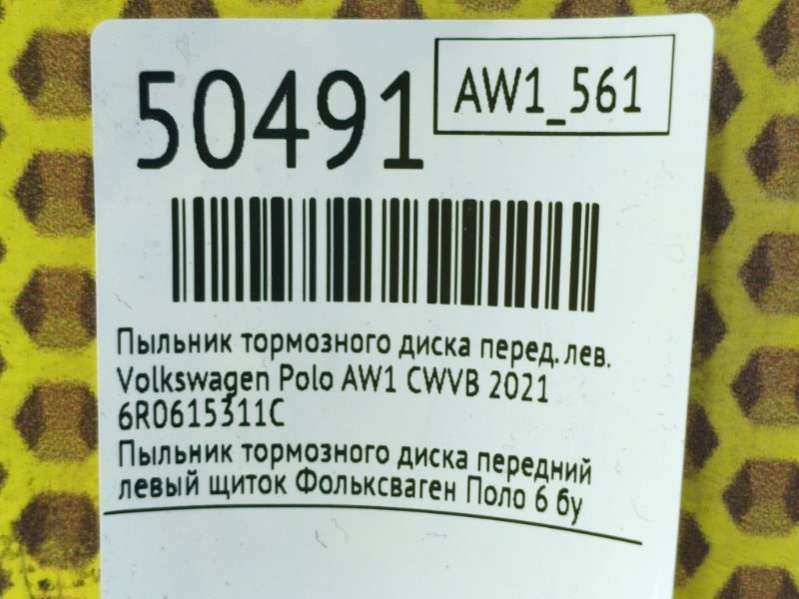 50491
AW1_561
Пыльник тормозного диска перед. лев.
Volkswagen Polo AW1 CWVB 2021
6R0615311C
Пыльник тормозного диска передний
левый щиток Фольксваген Поло 6 бу